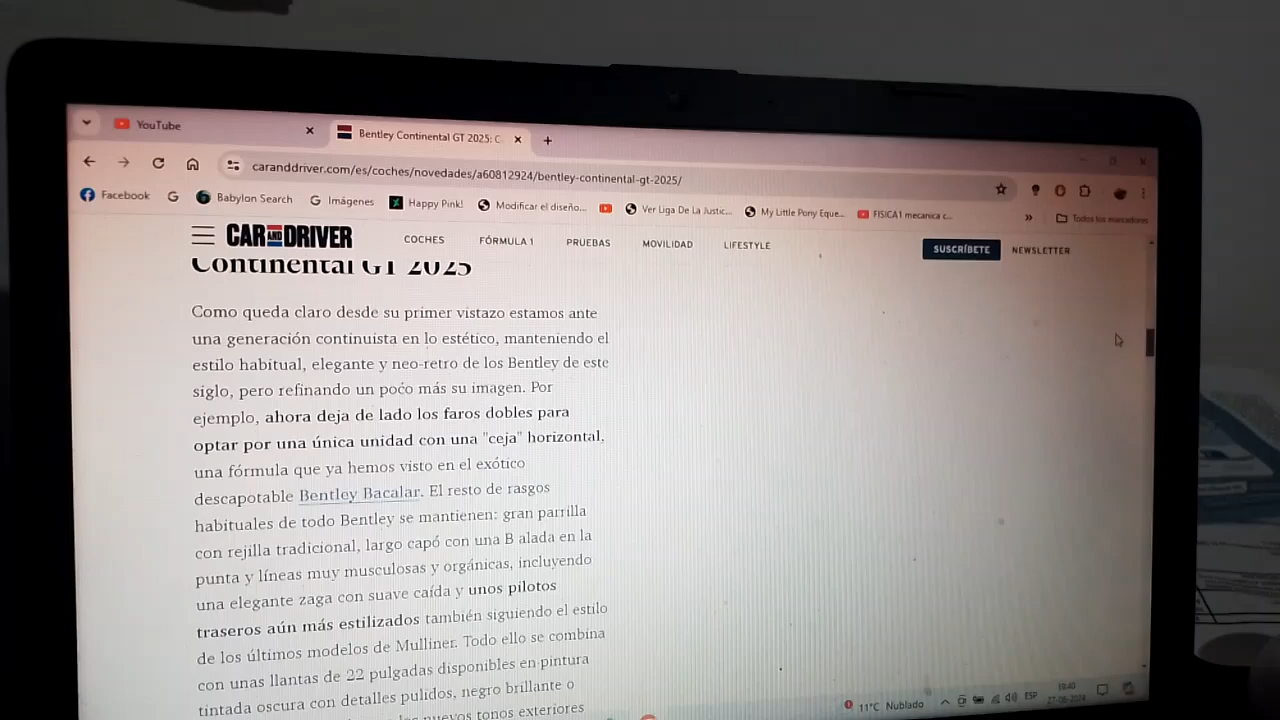 YouTube
Bentley Continental GT 2025: C
caranddriver.com/es/coches/novedades/a60812924/bentley-continental-gt-2025/
Facebook
Babylon Search
Imágenes
Happy Pink!
Modificar el diseño...
Ver Liga De La Justic...
My Little Pony Eque...
FISICA1 mecanica c...
»
Todos los marcadores
CAR AND DRIVER
COCHES
FÓRMULA 1
PRUEBAS
MOVILIDAD
LIFESTYLE
SUSCRÍBETE
NEWSLETTER
Continental GT 2025
Como queda claro desde su primer vistazo estamos ante
una generación continuista en lo estético, manteniendo el
estilo habitual, elegante y neo-retro de los Bentley de este
siglo, pero refinando un poco más su imagen. Por
ejemplo, ahora deja de lado los faros dobles para
optar por una única unidad con una "ceja" horizontal,
una fórmula que ya hemos visto en el exótico
descapotable Bentley Bacalar. El resto de rasgos
habituales de todo Bentley se mantienen: gran parrilla
con rejilla tradicional, largo capó con una B alada en la
punta y líneas muy musculosas y orgánicas, incluyendo
una elegante zaga con suave caída y unos pilotos
traseros aún más estilizados también siguiendo el estilo
de los últimos modelos de Mulliner. Todo ello se combina
con unas llantas de 22 pulgadas disponibles en pintura
tintada oscura con detalles pulidos, negro brillante o
nuevos tonos exteriores
11°C Nublado
ESP
19:40
27-06-2024